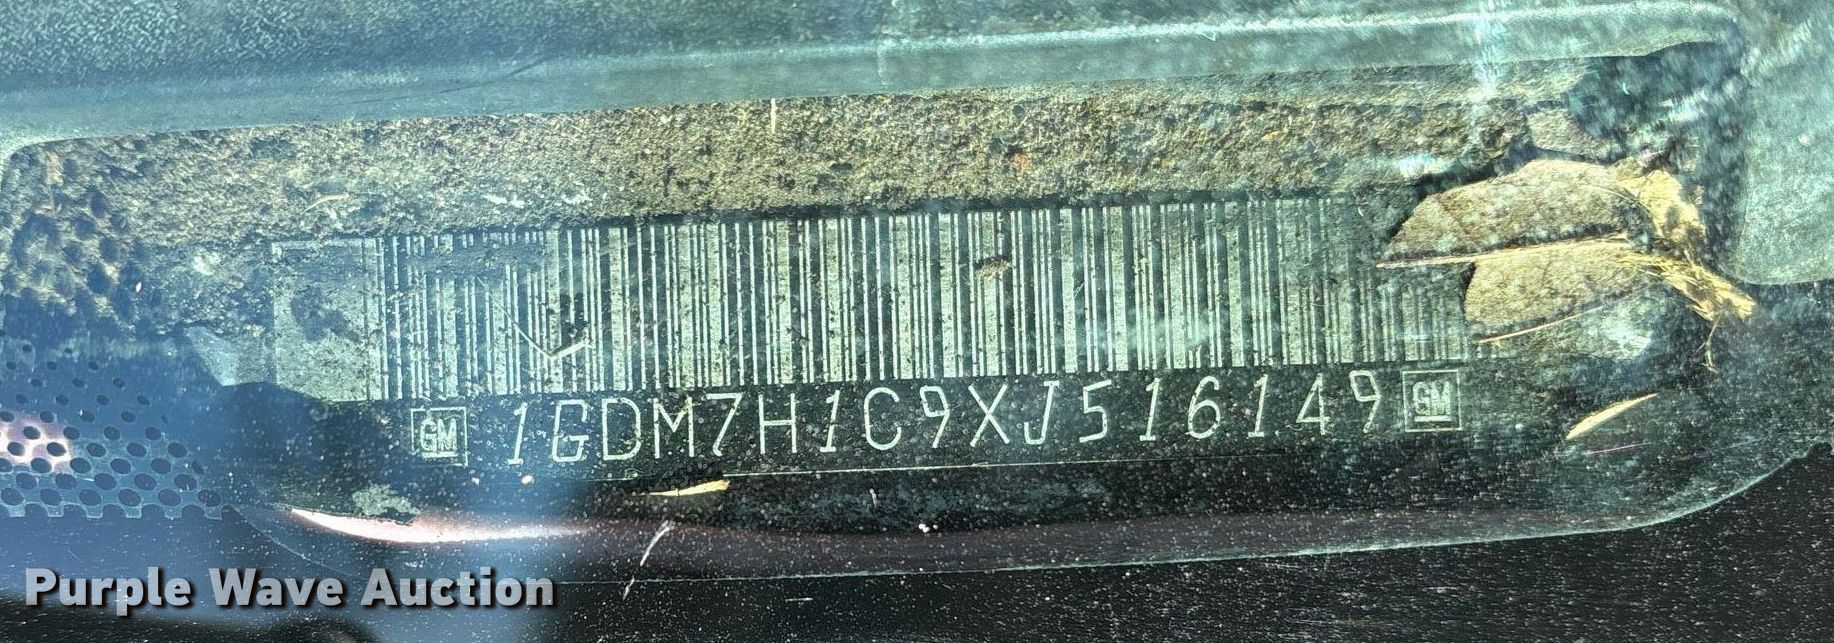 GM 1GDM7H1C9XJ516149 GM
Purple Wave Auction